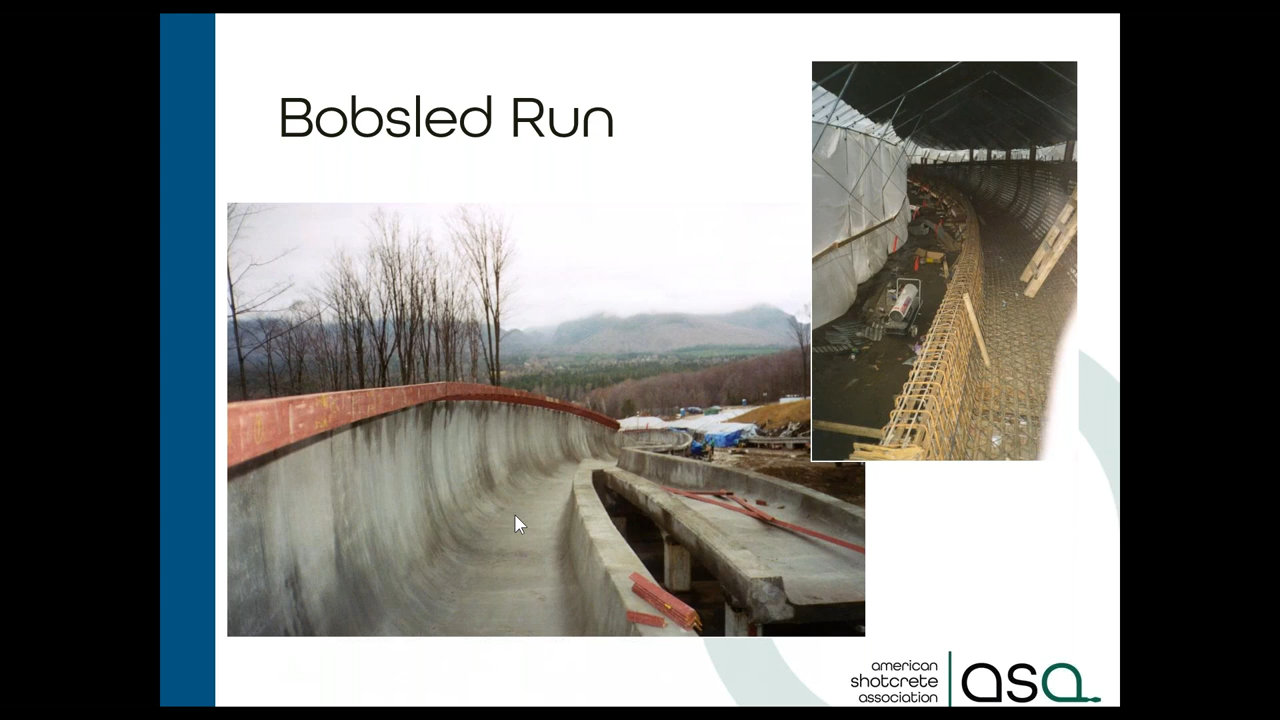 Bobsled Run
american
shotcrete
association
asa